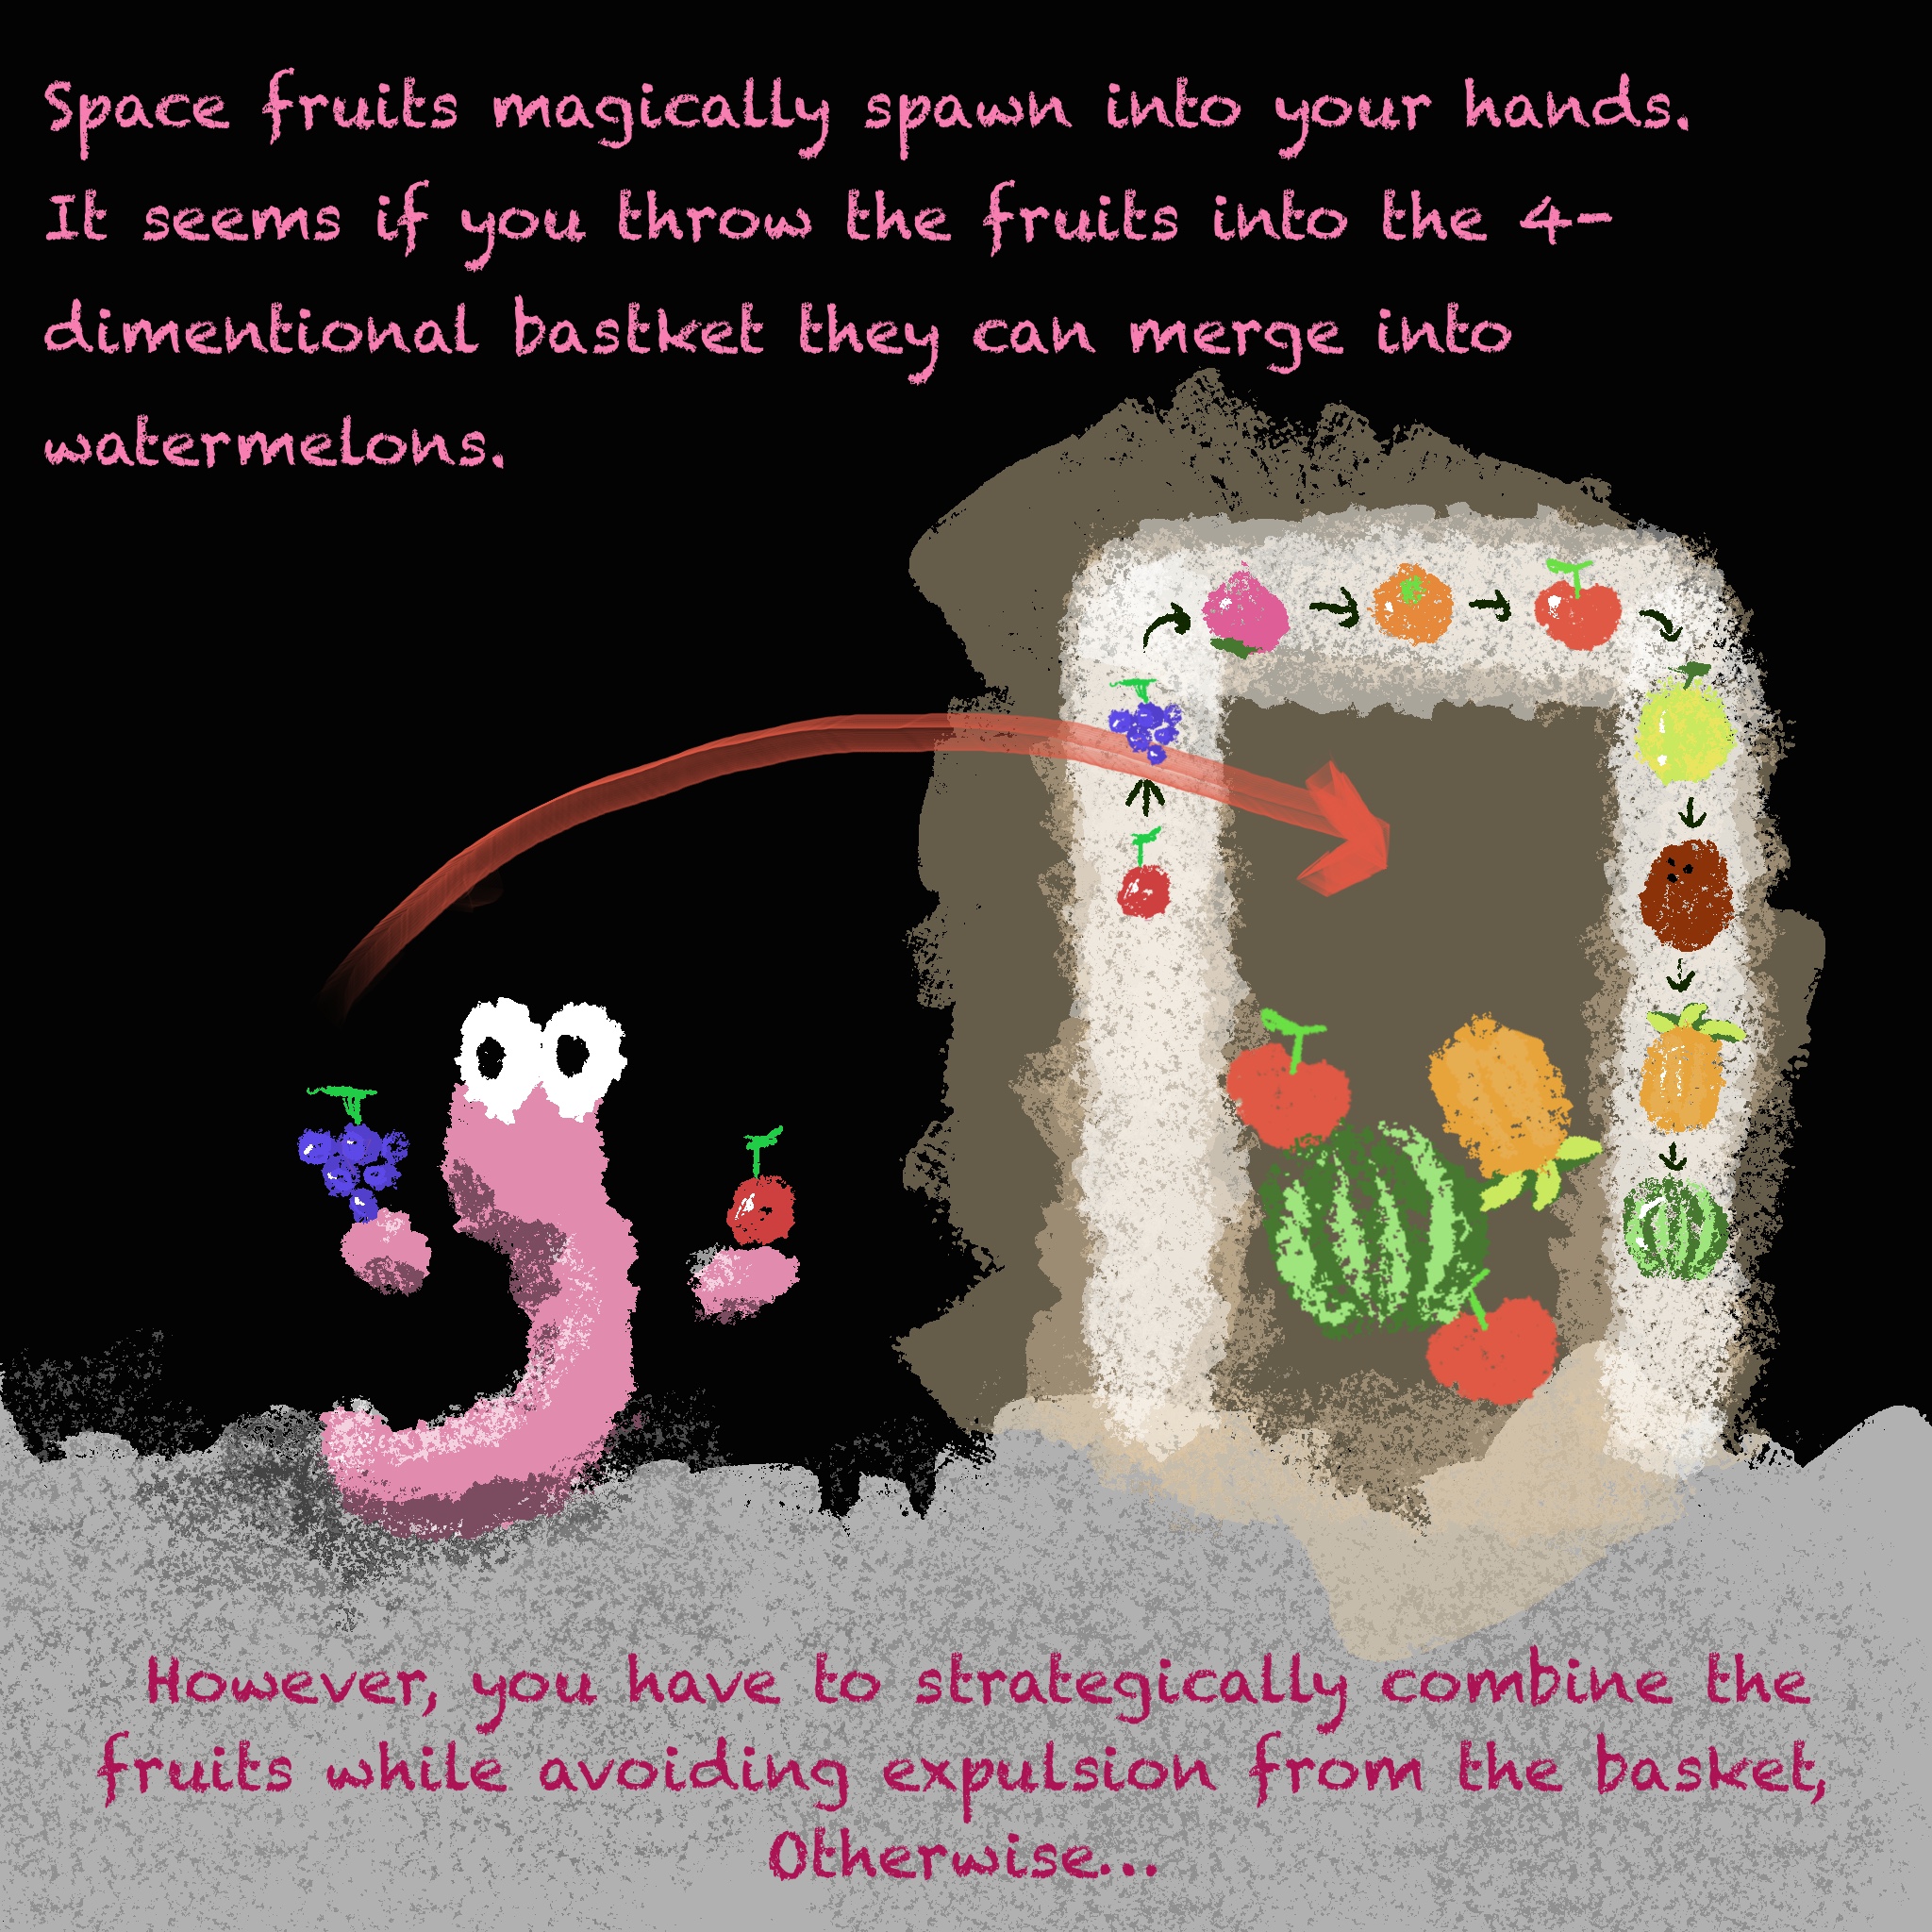 Space fruits magically spawn into your hands.
It seems if you throw the fruits into the 4-
dimentional bastket they can merge into
watermelons.
However, you have to strategically combine the
fruits while avoiding expulsion from the basket,
Otherwise...